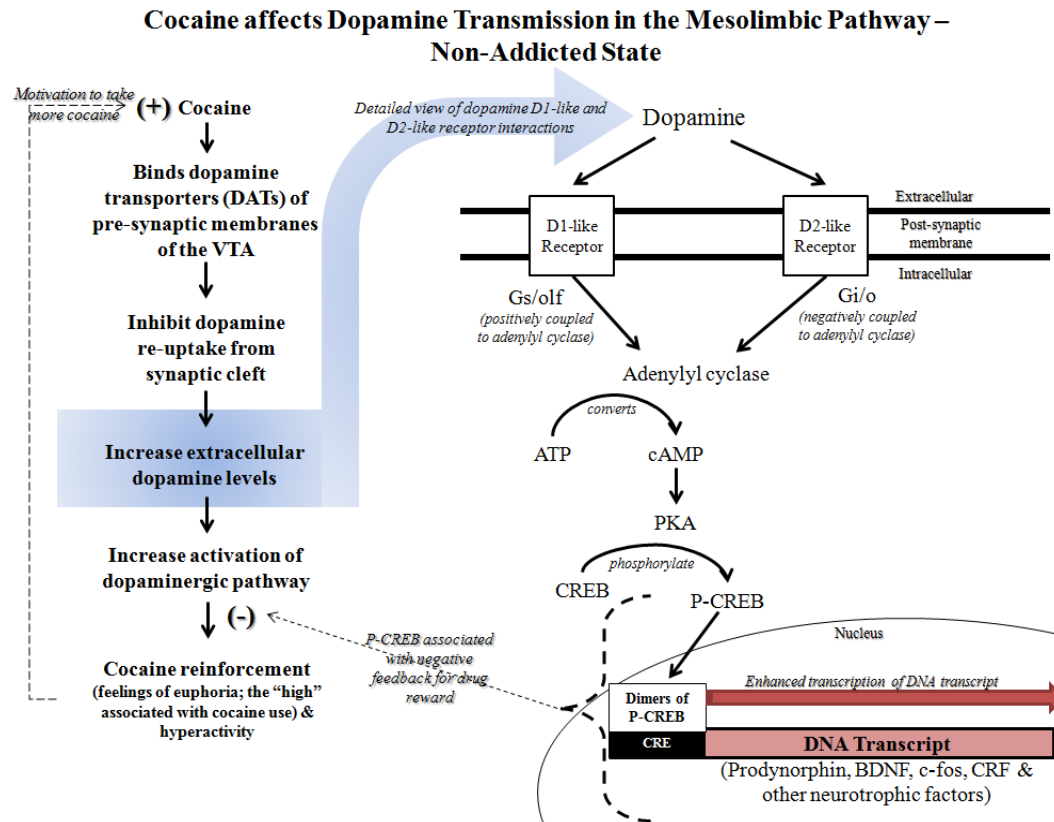 Cocaine affects Dopamine Transmission in the Mesolimbic Pathway –
Non-Addicted State
Motivation to take
more cocaine
(+) Cocaine
Binds dopamine
transporters (DATs) of
pre-synaptic membranes
of the VTA
Inhibit dopamine
re-uptake from
synaptic cleft
Increase extracellular
dopamine levels
Increase activation of
dopaminergic pathway
(-)
Cocaine reinforcement
(feelings of euphoria; the “high”
associated with cocaine use) &
hyperactivity
Detailed view of dopamine D1-like and
D2-like receptor interactions
Dopamine
D1-like
Receptor
D2-like
Receptor
Extracellular
Post-synaptic
membrane
Intracellular
Gs/olf
(positively coupled
to adenylyl cyclase)
Gi/o
(negatively coupled
to adenylyl cyclase)
Adenylyl cyclase
converts
ATP
cAMP
PKA
phosphorylate
CREB
P-CREB
P-CREB associated
with negative
feedback for drug
reward
Nucleus
Dimers of
P-CREB
Enhanced transcription of DNA transcript
CRE
DNA Transcript
(Prodynorphin, BDNF, c-fos, CRF &
other neurotrophic factors)